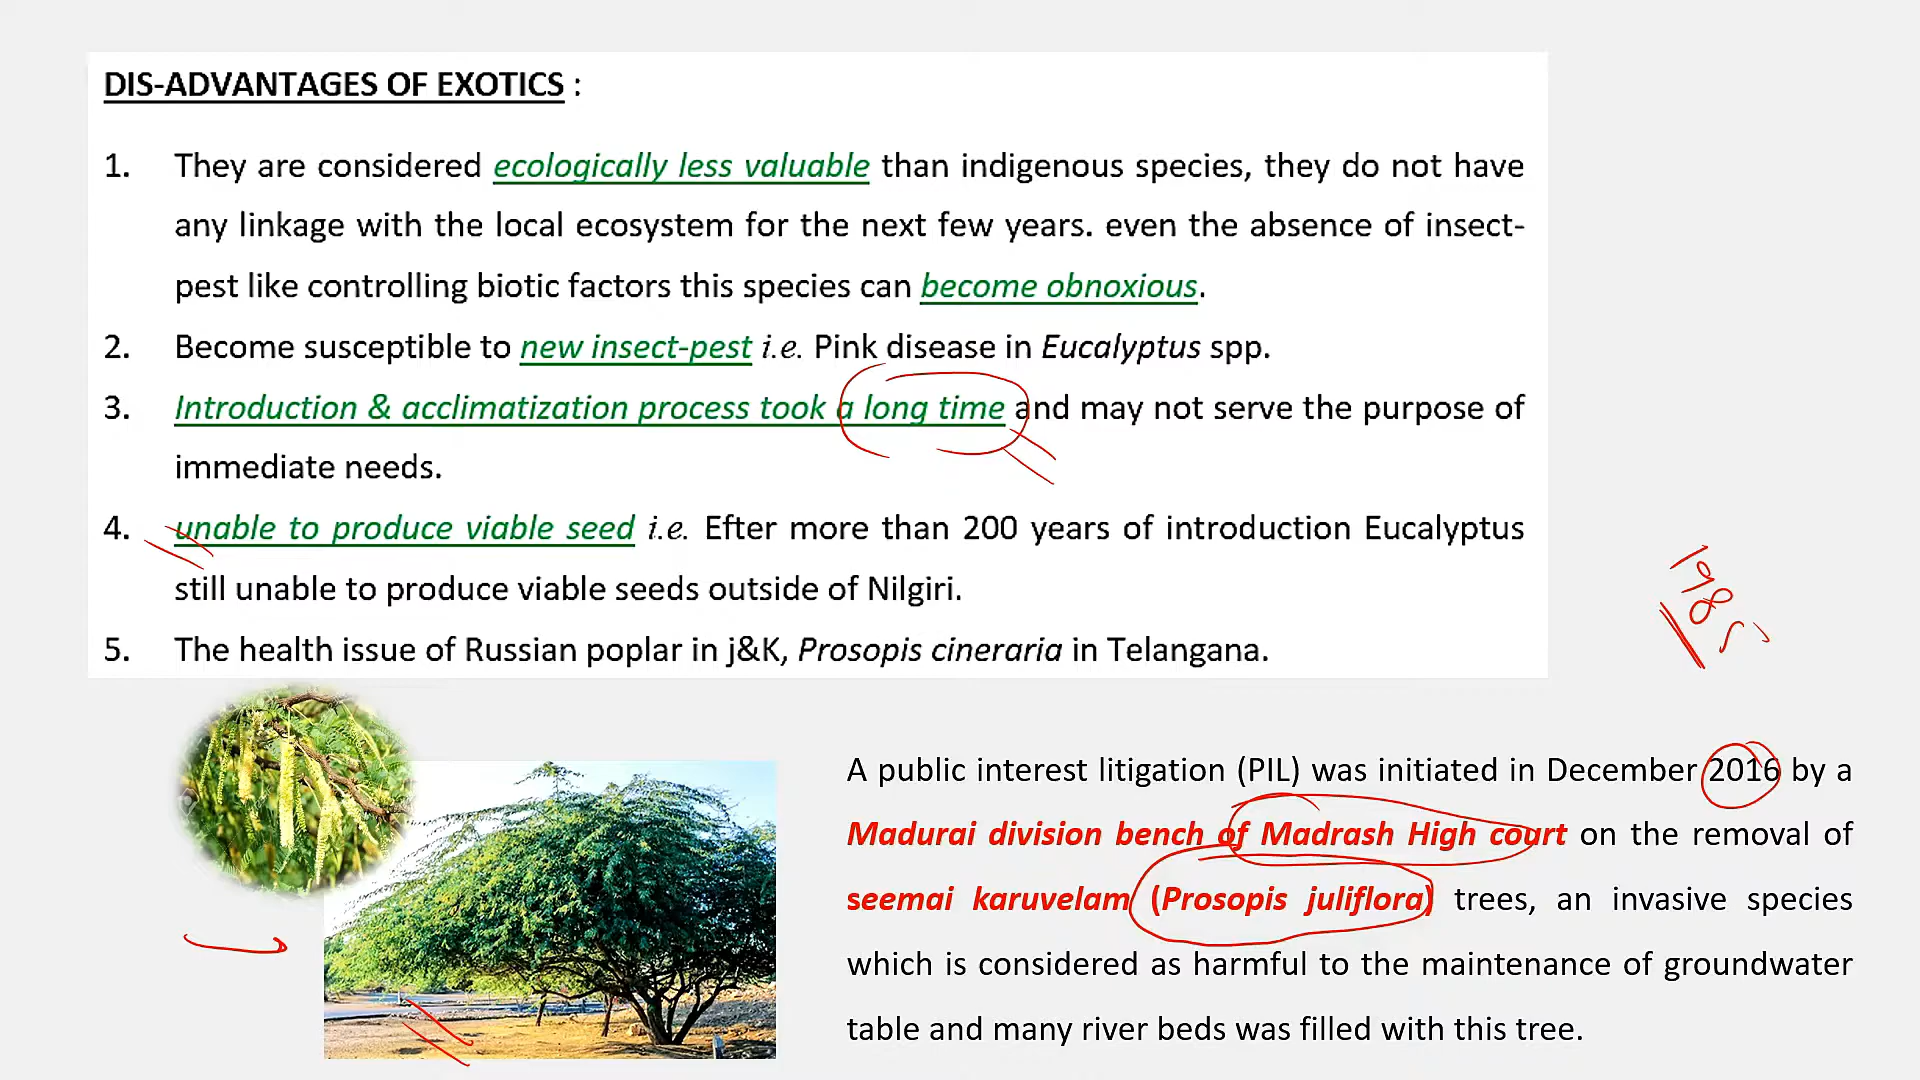 DIS-ADVANTAGES OF EXOTICS :
1. They are considered ecologically less valuable than indigenous species, they do not have
any linkage with the local ecosystem for the next few years. even the absence of insect-
pest like controlling biotic factors this species can become obnoxious.
2. Become susceptible to new insect-pest i.e. Pink disease in Eucalyptus spp.
3. Introduction & acclimatization process took a long time and may not serve the purpose of
immediate needs.
4. unable to produce viable seed i.e. Efter more than 200 years of introduction Eucalyptus
still unable to produce viable seeds outside of Nilgiri.
5. The health issue of Russian poplar in j&K, Prosopis cineraria in Telangana.
1985
A public interest litigation (PIL) was initiated in December 2016 by a
Madurai division bench of Madrash High court on the removal of
seemai karuvelam (Prosopis juliflora) trees, an invasive species
which is considered as harmful to the maintenance of groundwater
table and many river beds was filled with this tree.